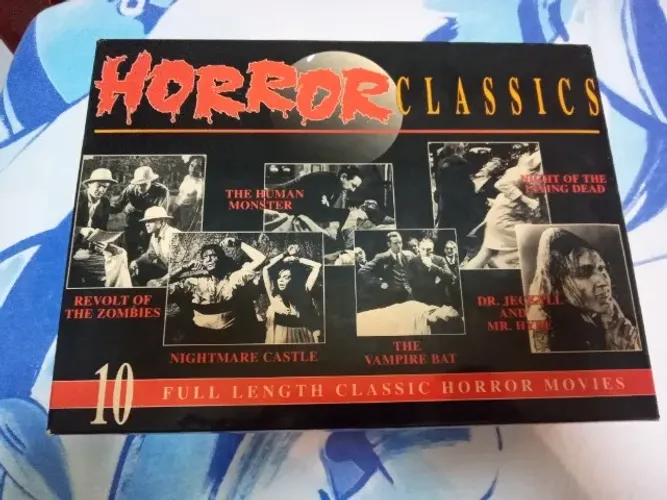 HORROR CLASSICS
THE HUMAN
MONSTER
NIGHT OF THE
LIVING DEAD
REVOLT OF
THE ZOMBIES
NIGHTMARE CASTLE
THE
VAMPIRE BAT
DR. JECKYLL
AND
MR. HYDE
10 FULL LENGTH CLASSIC HORROR MOVIES